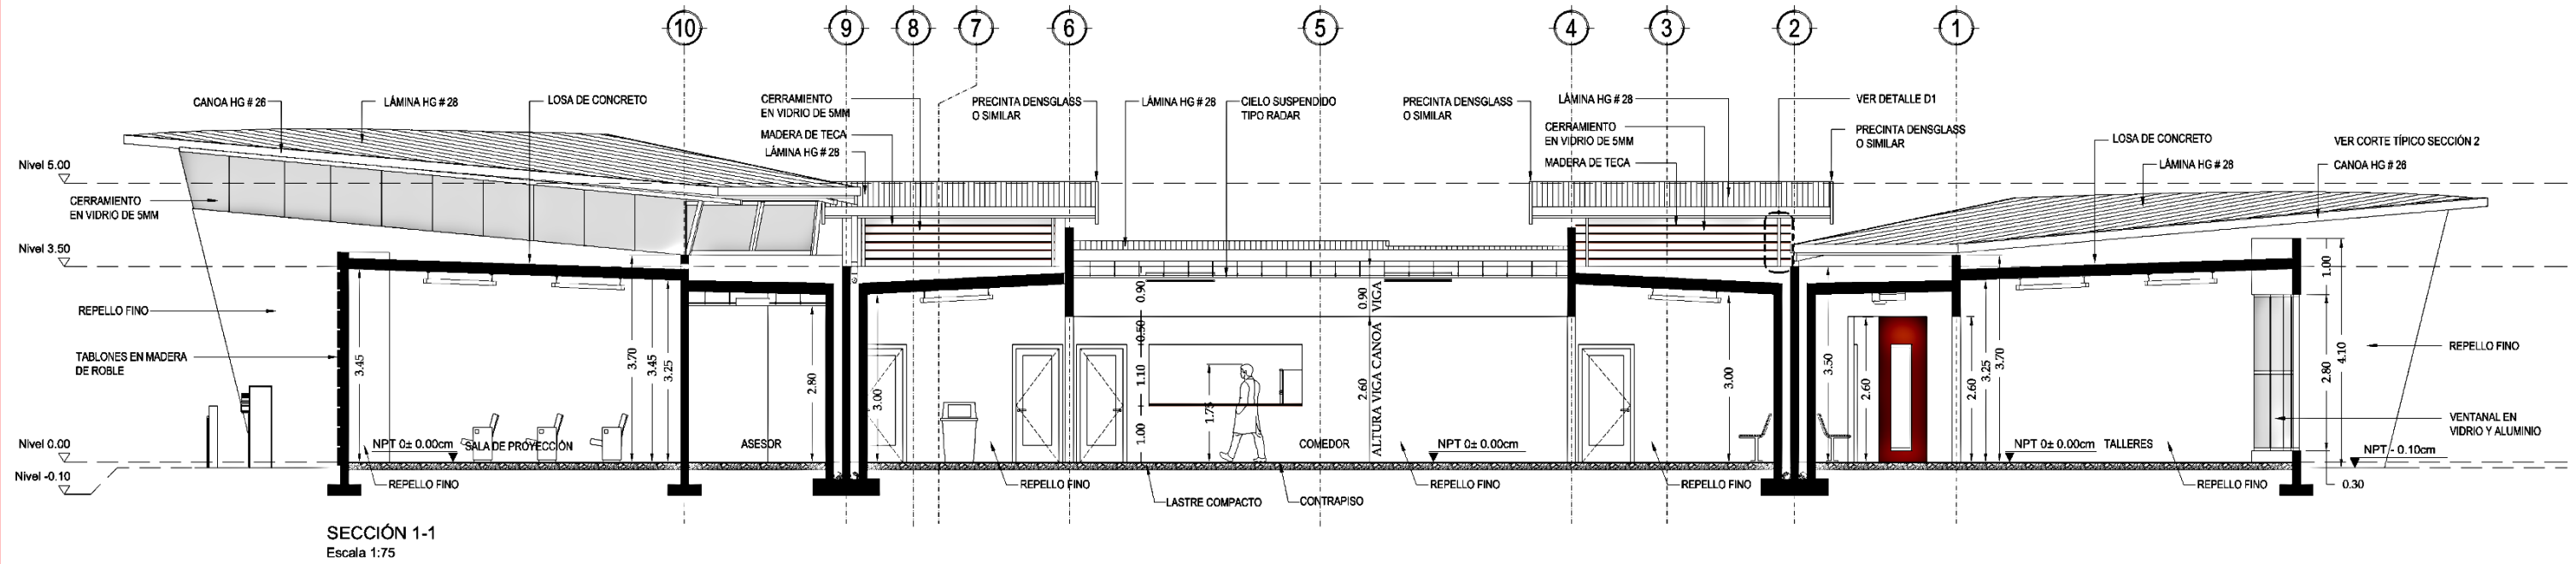 10
9
8
7
6
5
4
3
2
1
CANOA HG # 26
LÁMINA HG # 28
LOSA DE CONCRETO
CERRAMIENTO
EN VIDRIO DE 5MM
MADERA DE TECA
LÁMINA HG # 28
PRECINTA DENSGLASS
O SIMILAR
LÁMINA HG # 28
CIELO SUSPENDIDO
TIPO RADAR
PRECINTA DENSGLASS
O SIMILAR
LÁMINA HG # 28
CERRAMIENTO
EN VIDRIO DE 5MM
MADERA DE TECA
VER DETALLE D1
PRECINTA DENSGLASS
O SIMILAR
LOSA DE CONCRETO
VER CORTE TÍPICO SECCIÓN 2
LÁMINA HG # 28
CANOA HG # 26
Nivel 5.00
CERRAMIENTO
EN VIDRIO DE 5MM
Nivel 3.50
REPELLO FINO
TABLONES EN MADERA
DE ROBLE
Nivel 0.00
Nivel -0.10
3.45
3.70
3.45
3.25
2.80
3.00
0.90
0.50
1.10
1.00
1.75
0.90
VIGA
2.60
ALTURA VIGA CANOA
3.00
3.50
2.60
2.60
3.25
3.70
1.00
2.80
4.10
0.30
REPELLO FINO
VENTANAL EN
VIDRIO Y ALUMINIO
NPT 0± 0.00cm
SALA DE PROYECCIÓN
ASESOR
COMEDOR
NPT 0± 0.00cm
NPT 0± 0.00cm
TALLERES
NPT - 0.10cm
REPELLO FINO
REPELLO FINO
LASTRE COMPACTO
CONTRAPISO
REPELLO FINO
REPELLO FINO
REPELLO FINO
SECCIÓN 1-1
Escala 1:75